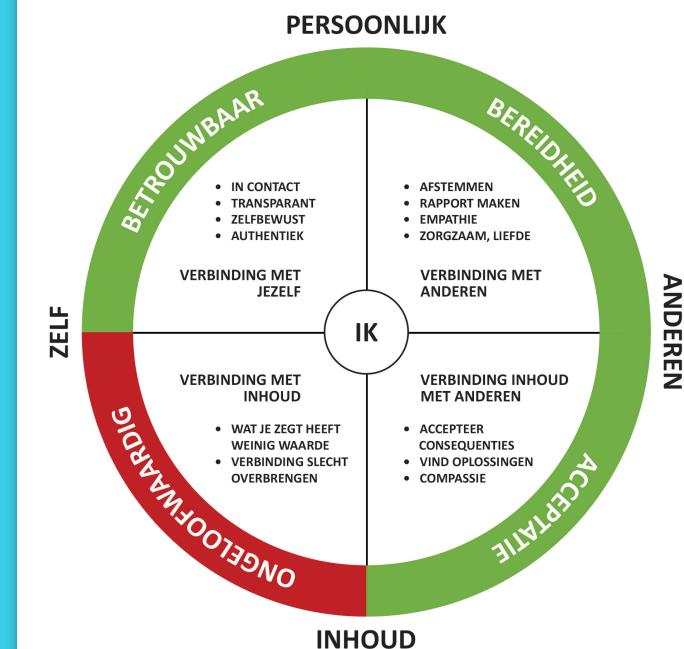 PERSOONLIJK
BETROUWBAAR
BEREIDHEID
• IN CONTACT
• TRANSPARANT
• ZELFBEWUST
• AUTHENTIEK
• AFSTEMMEN
• RAPPORT MAKEN
• EMPATHIE
• ZORGZAAM, LIEFDE
VERBINDING MET
JEZELF
VERBINDING MET
ANDEREN
ZELF
IK
ANDEREN
VERBINDING MET
INHOUD
VERBINDING INHOUD
MET ANDEREN
• WAT JE ZEGT HEEFT
WEINIG WAARDE
• VERBINDING SLECHT
OVERBRENGEN
• ACCEPTEER
CONSEQUENTIES
• VIND OPLOSSINGEN
• COMPASSIE
ONGELOOFWAARDIG
ACCEPTATIE
INHOUD